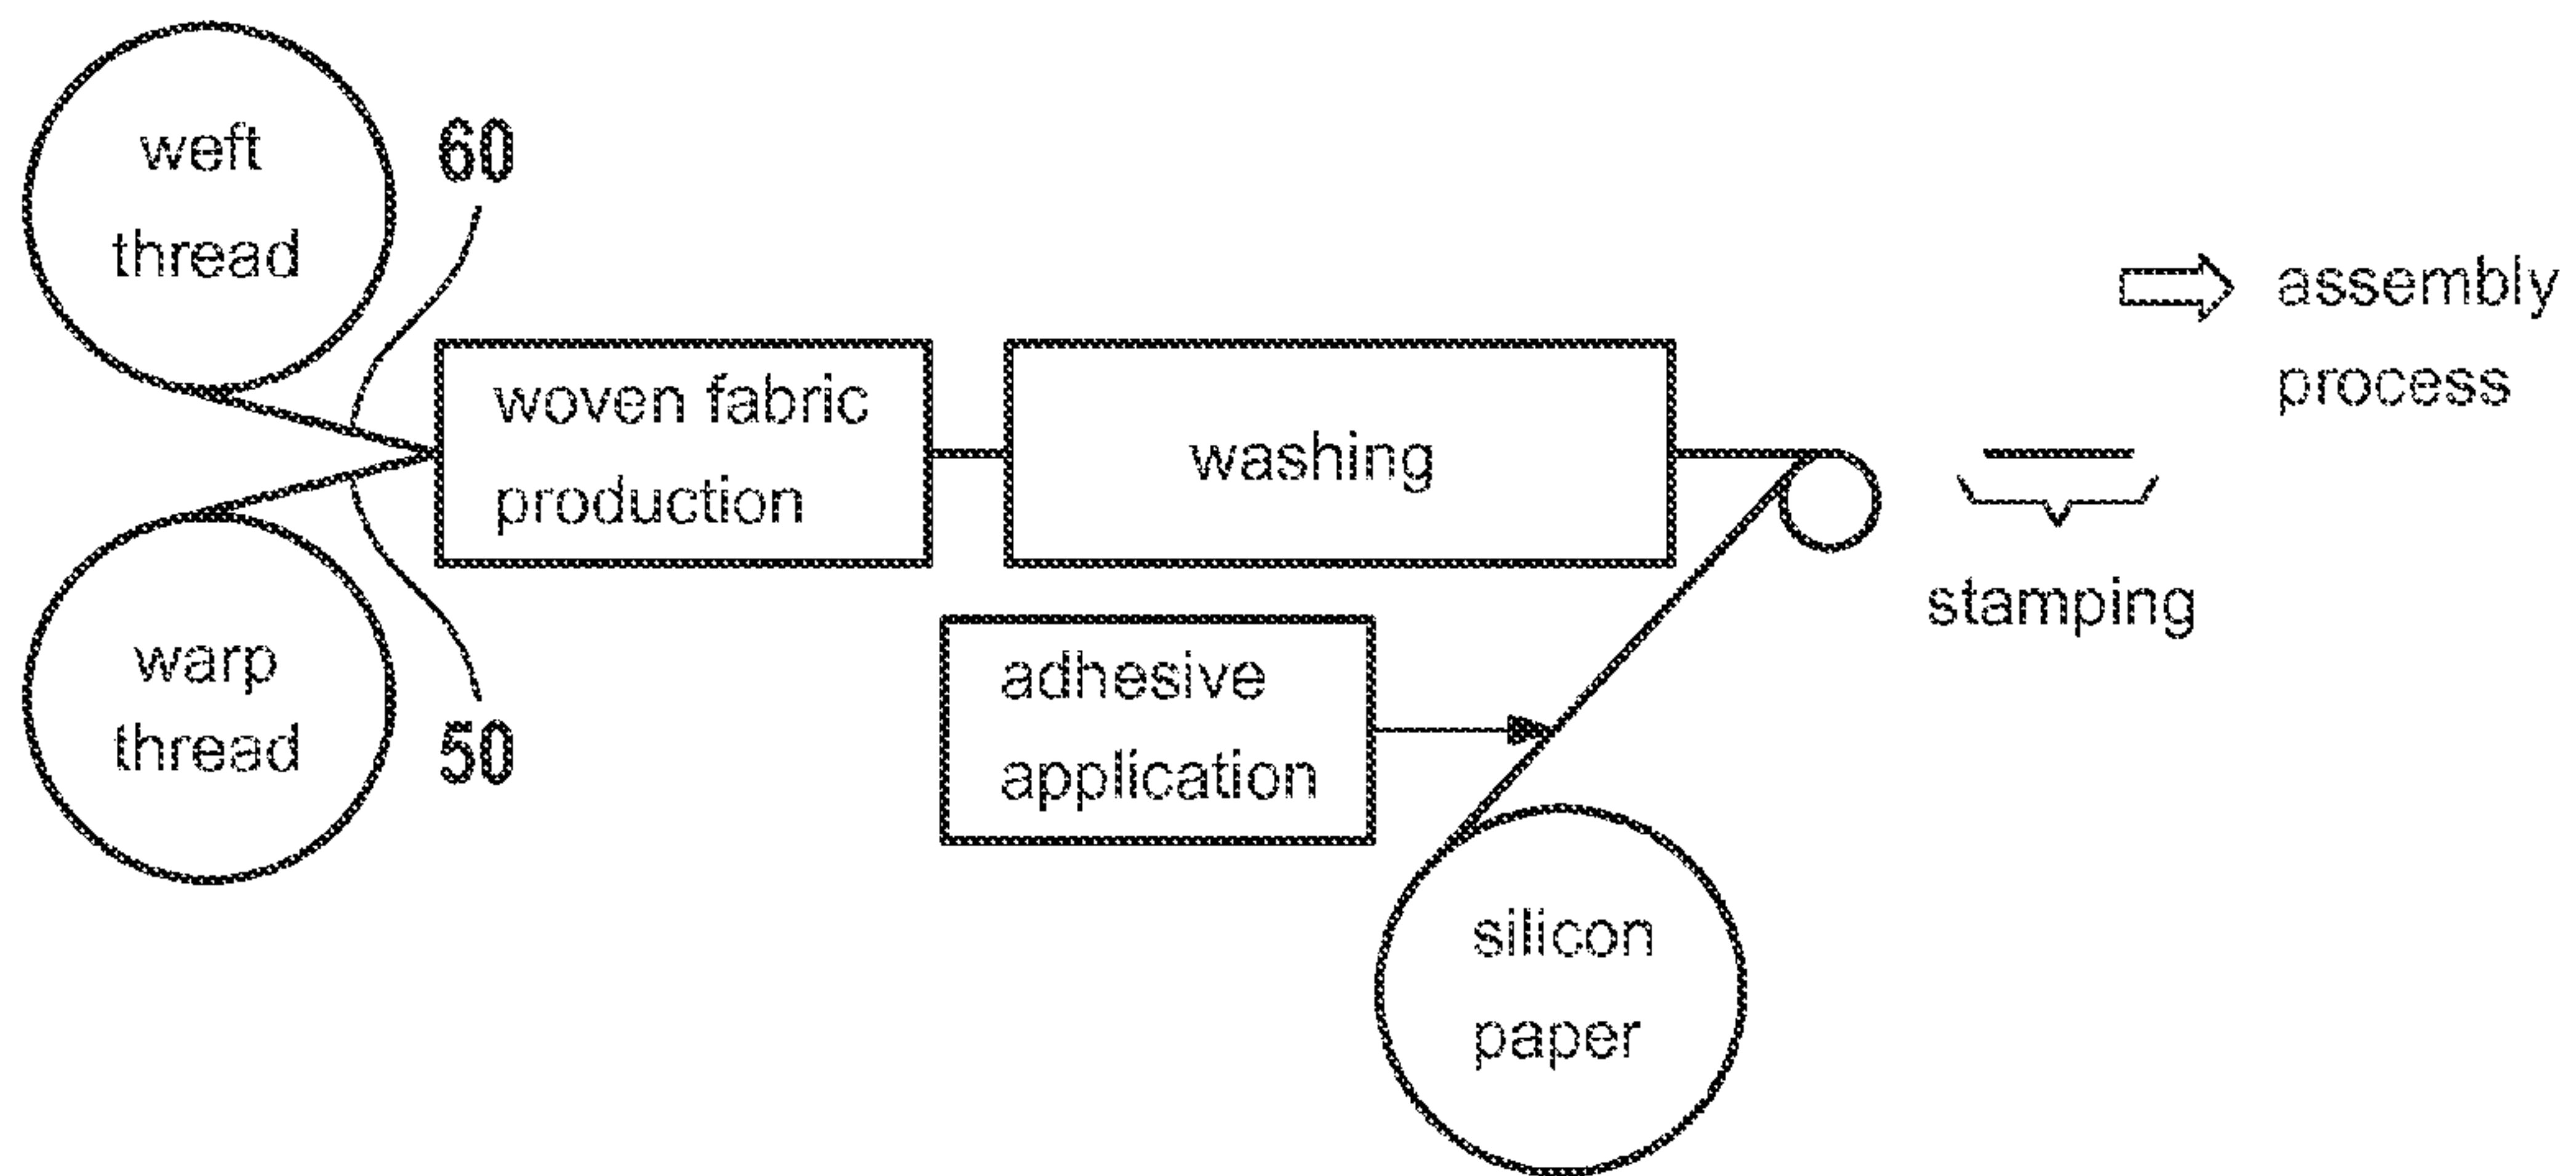 weft
thread
60
woven fabric
production
washing
assembly
process
stamping
warp
thread
50
adhesive
application
silicon
paper